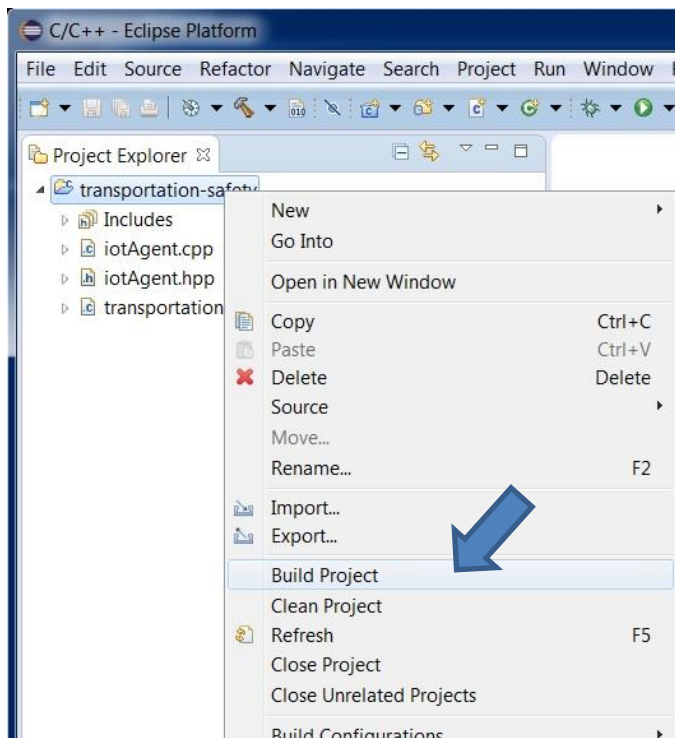 C/C++ - Eclipse Platform
File Edit Source Refactor Navigate Search Project Run Window
010
Project Explorer
transportation-safety
Includes
iotAgent.cpp
iotAgent.hpp
transportation
New
Go Into
Open in New Window
Copy Ctrl+C
Paste Ctrl+V
Delete Delete
Source
Move...
Rename... F2
Import...
Export...
Build Project
Clean Project
Refresh F5
Close Project
Close Unrelated Projects
Build Configurations